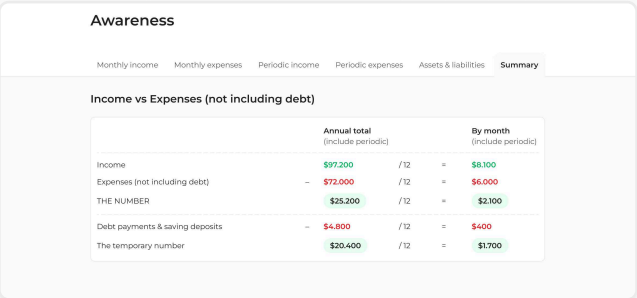 Awareness
Monthly income Monthly expenses Periodic income Periodic expenses Assets & liabilities Summary
Income vs Expenses (not including debt)
Annual total By month
(include periodic) (include periodic)
Income $97.200 / 12 = $8.100
Expenses (not including debt) – $72.000 / 12 = $6.000
THE NUMBER $25.200 / 12 = $2.100
Debt payments & saving deposits – $4.800 / 12 = $400
The temporary number $20.400 / 12 = $1.700